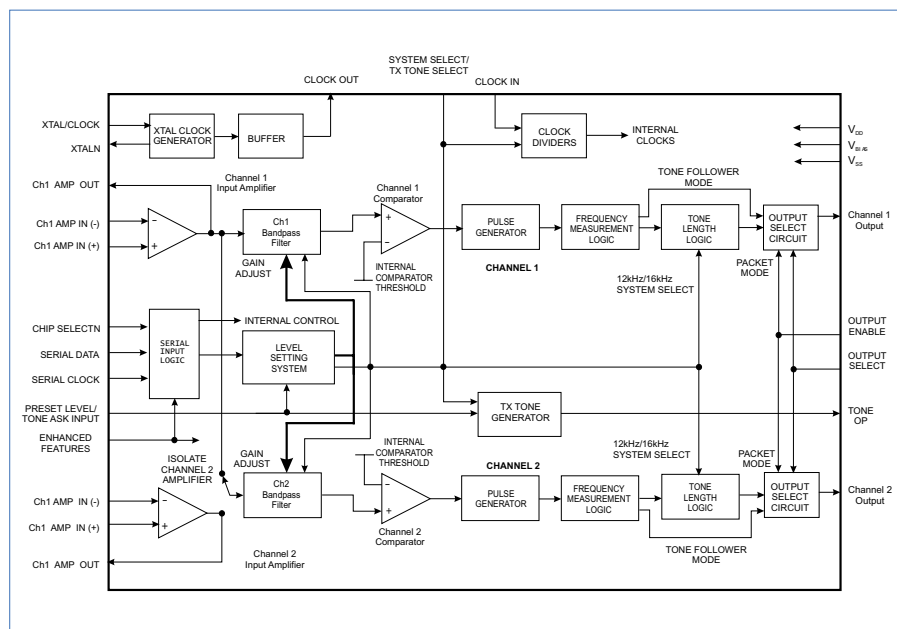 SYSTEM SELECT/
TX TONE SELECT
CLOCK OUT
CLOCK IN
XTAL/CLOCK
XTALN
XTAL CLOCK
GENERATOR
BUFFER
CLOCK
DIVIDERS
INTERNAL
CLOCKS
VDD
VBIAS
VSS
Ch1 AMP OUT
Channel 1
Input Amplifier
Channel 1
Comparator
TONE FOLLOWER
MODE
Ch1 AMP IN (-)
Ch1 AMP IN (+)
−
+
Ch1
Bandpass
Filter
+
−
PULSE
GENERATOR
FREQUENCY
MEASUREMENT
LOGIC
TONE
LENGTH
LOGIC
OUTPUT
SELECT
CIRCUIT
Channel 1
Output
GAIN
ADJUST
INTERNAL
COMPARATOR
THRESHOLD
CHANNEL 1
12kHz/16kHz
SYSTEM SELECT
PACKET
MODE
CHIP SELECTN
SERIAL DATA
SERIAL CLOCK
SERIAL
INPUT
LOGIC
INTERNAL CONTROL
LEVEL
SETTING
SYSTEM
OUTPUT
ENABLE
OUTPUT
SELECT
PRESET LEVEL/
TONE ASK INPUT
TX TONE
GENERATOR
TONE
OP
ENHANCED
FEATURES
ISOLATE
CHANNEL 2
AMPLIFIER
GAIN
ADJUST
INTERNAL
COMPARATOR
THRESHOLD
CHANNEL 2
12kHz/16kHz
SYSTEM SELECT
PACKET
MODE
Ch1 AMP IN (-)
Ch1 AMP IN (+)
−
+
Ch2
Bandpass
Filter
−
+
PULSE
GENERATOR
FREQUENCY
MEASUREMENT
LOGIC
TONE
LENGTH
LOGIC
OUTPUT
SELECT
CIRCUIT
Channel 2
Output
Channel 2
Comparator
Ch1 AMP OUT
Channel 2
Input Amplifier
TONE FOLLOWER
MODE